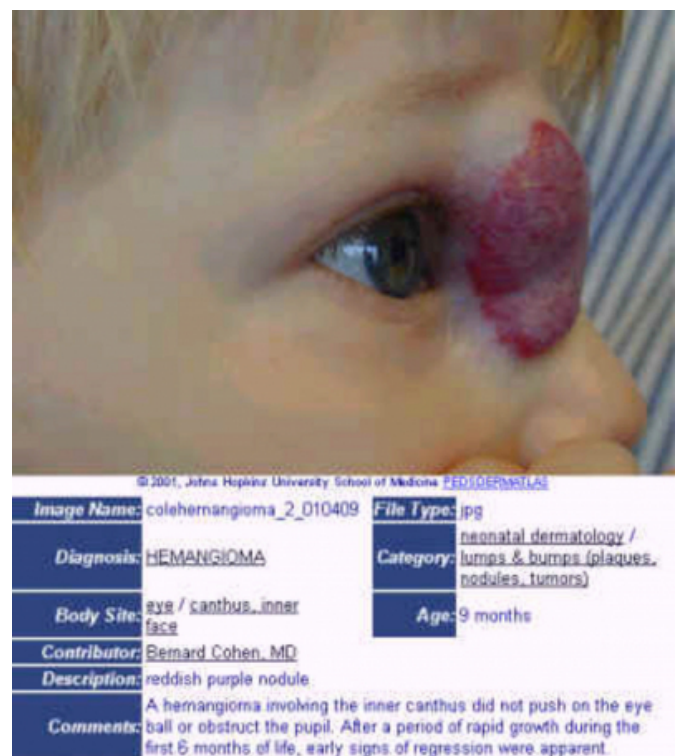 © 2001, Johns Hopkins University School of Medicine PEDSDERMATLAS
Image Name: colehemangioma_2_010409 File Type: jpg
Diagnosis: HEMANGIOMA Category: neonatal dermatology / lumps & bumps (plaques, nodules, tumors)
Body Site: eye / canthus, inner face Age: 9 months
Contributor: Bernard Cohen, MD
Description: reddish purple nodule
Comments: A hemangioma involving the inner canthus did not push on the eye
ball or obstruct the pupil. After a period of rapid growth during the
first 6 months of life, early signs of regression were apparent